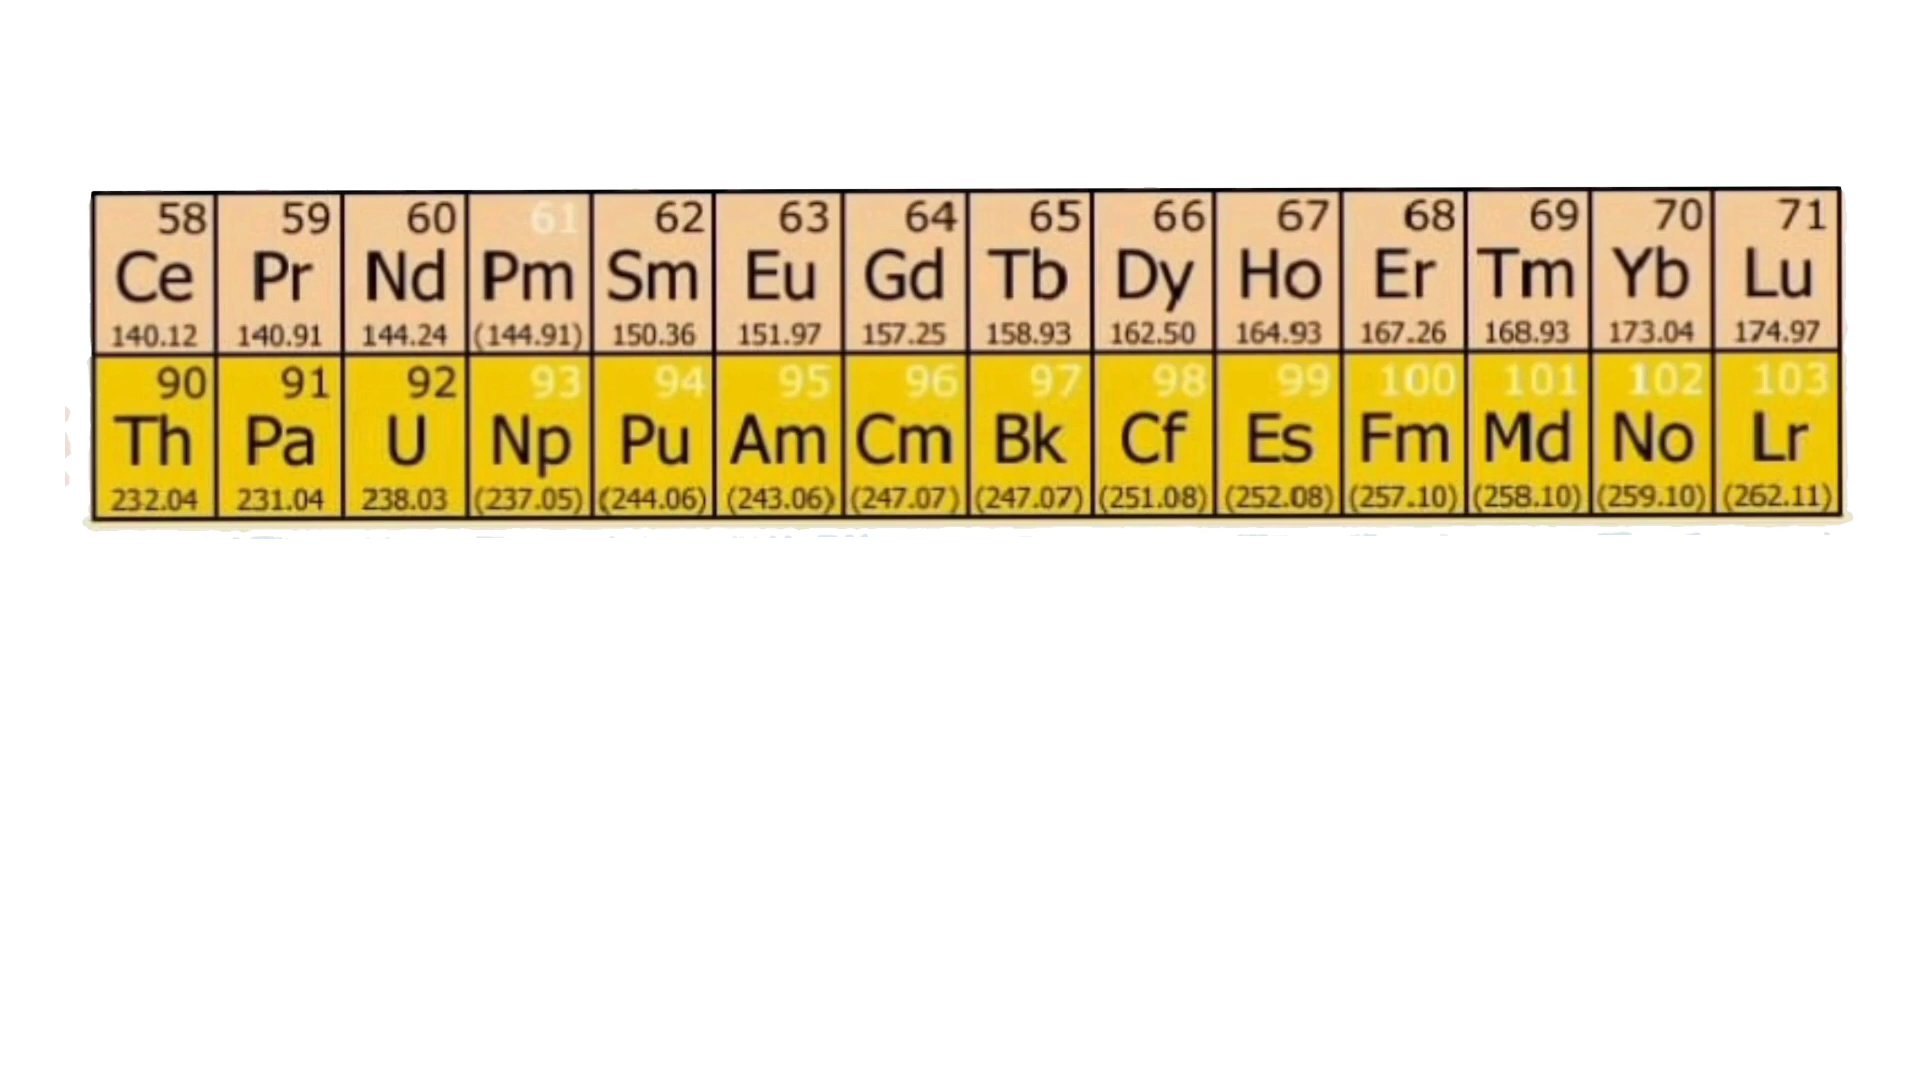 58 59 60 61 62 63 64 65 66 67 68 69 70 71
Ce Pr Nd Pm Sm Eu Gd Tb Dy Ho Er Tm Yb Lu
140.12 140.91 144.24 (144.91) 150.36 151.97 157.25 158.93 162.50 164.93 167.26 168.93 173.04 174.97
90 91 92 93 94 95 96 97 98 99 100 101 102 103
Th Pa U Np Pu Am Cm Bk Cf Es Fm Md No Lr
232.04 231.04 238.03 (237.05) (244.06) (243.06) (247.07) (247.07) (251.08) (252.08) (257.10) (258.10) (259.10) (262.11)